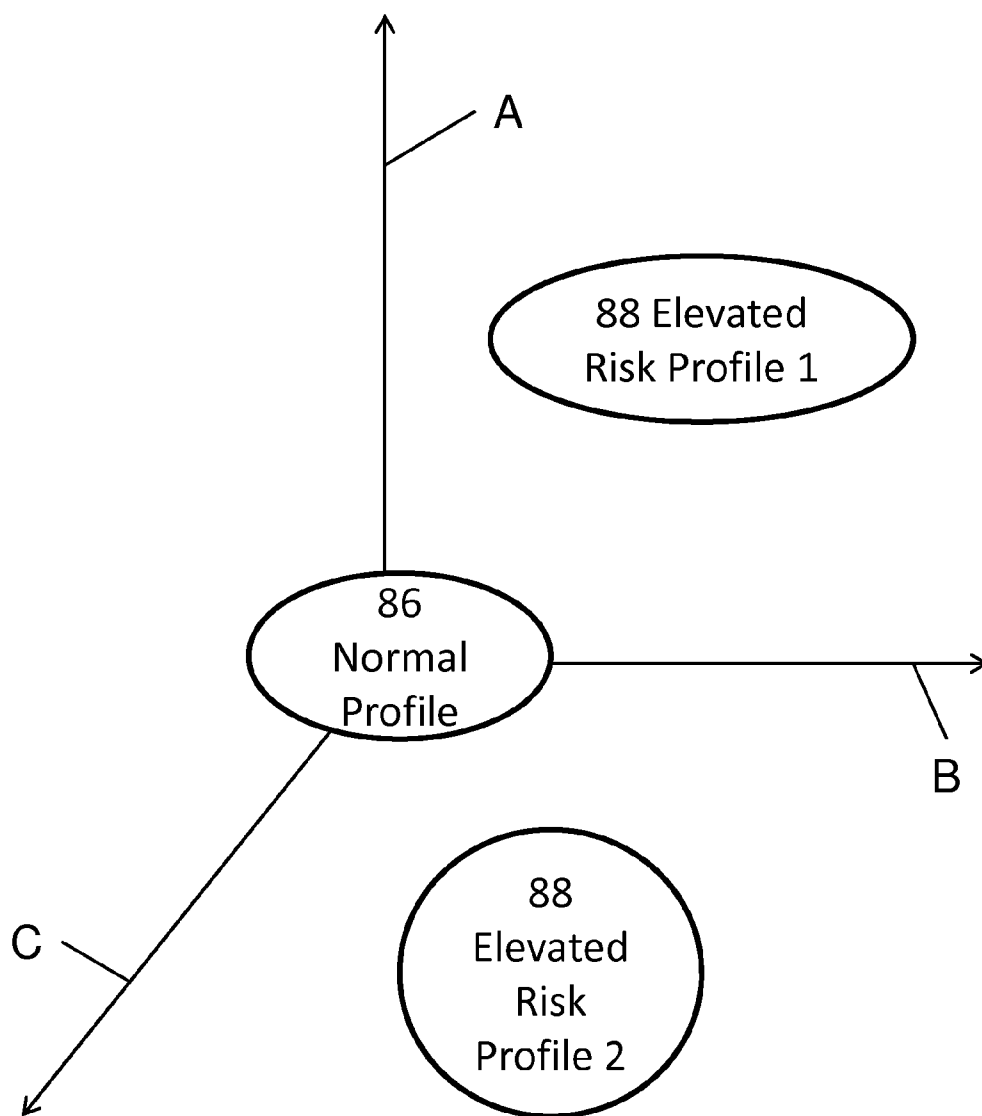 A
88 Elevated
Risk Profile 1
86
Normal
Profile
B
88
Elevated
Risk
Profile 2
C